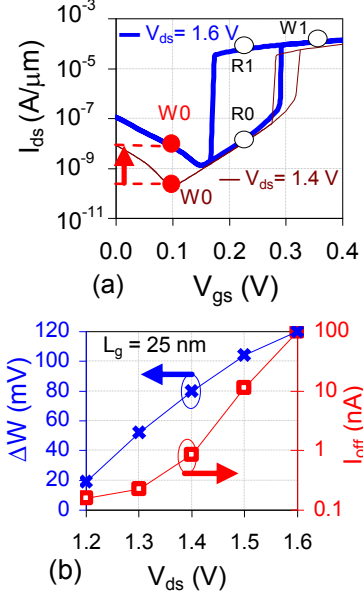 I_ds (A/μm)
10⁻³
10⁻⁵
10⁻⁷
10⁻⁹
10⁻¹¹
V_ds= 1.6 V
W1
R1
W0
R0
W0
V_ds= 1.4 V
0.0 0.1 0.2 0.3 0.4
(a) V_gs (V)
ΔW (mV)
120
100
80
60
40
20
0
L_g = 25 nm
100
10
1
0.1
I_off (nA)
1.2 1.3 1.4 1.5 1.6
(b) V_ds (V)